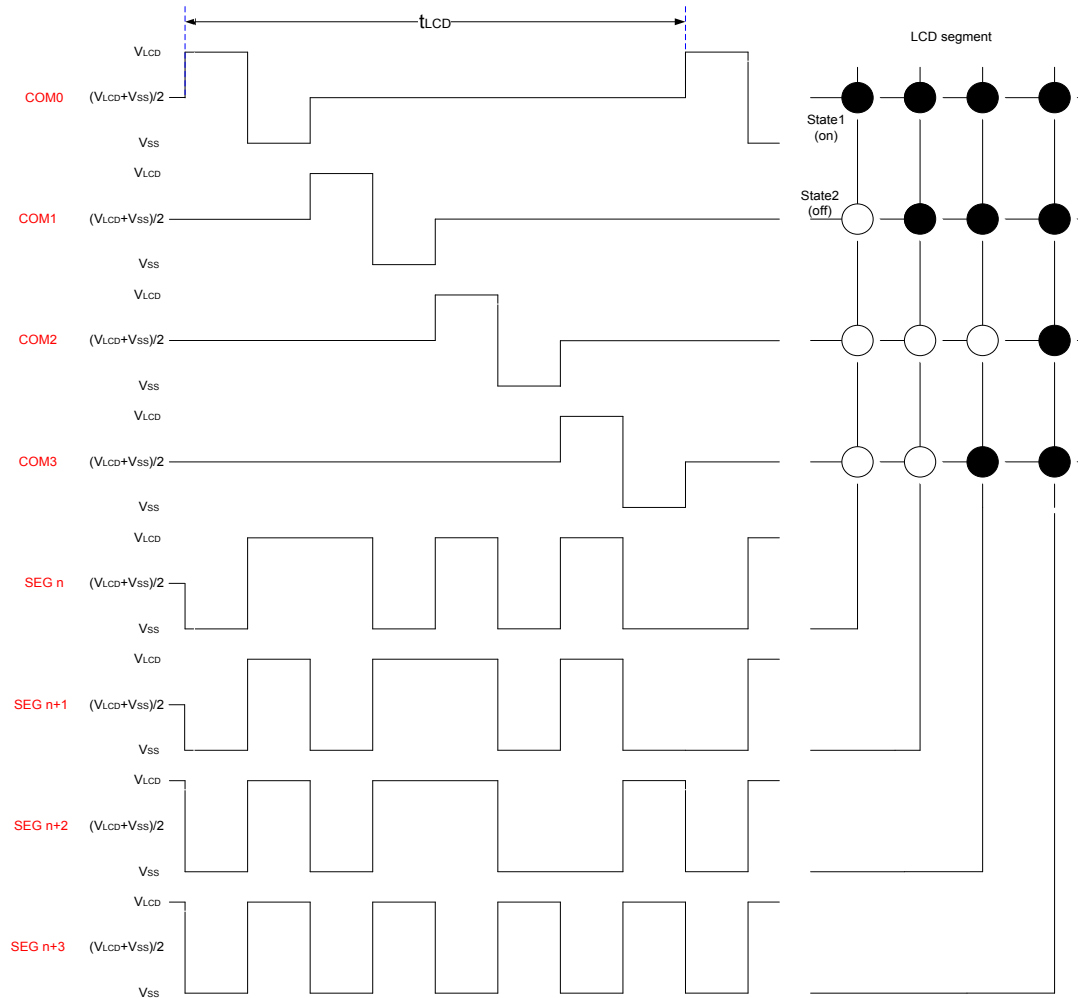 tLCD
LCD segment
VLCD
COM0 (VLCD+VSS)/2
VSS
State1
(on)
VLCD
COM1 (VLCD+VSS)/2
VSS
State2
(off)
VLCD
COM2 (VLCD+VSS)/2
VSS
VLCD
COM3 (VLCD+VSS)/2
VSS
VLCD
SEG n (VLCD+VSS)/2
VSS
VLCD
SEG n+1 (VLCD+VSS)/2
VSS
VLCD
SEG n+2 (VLCD+VSS)/2
VSS
VLCD
SEG n+3 (VLCD+VSS)/2
VSS